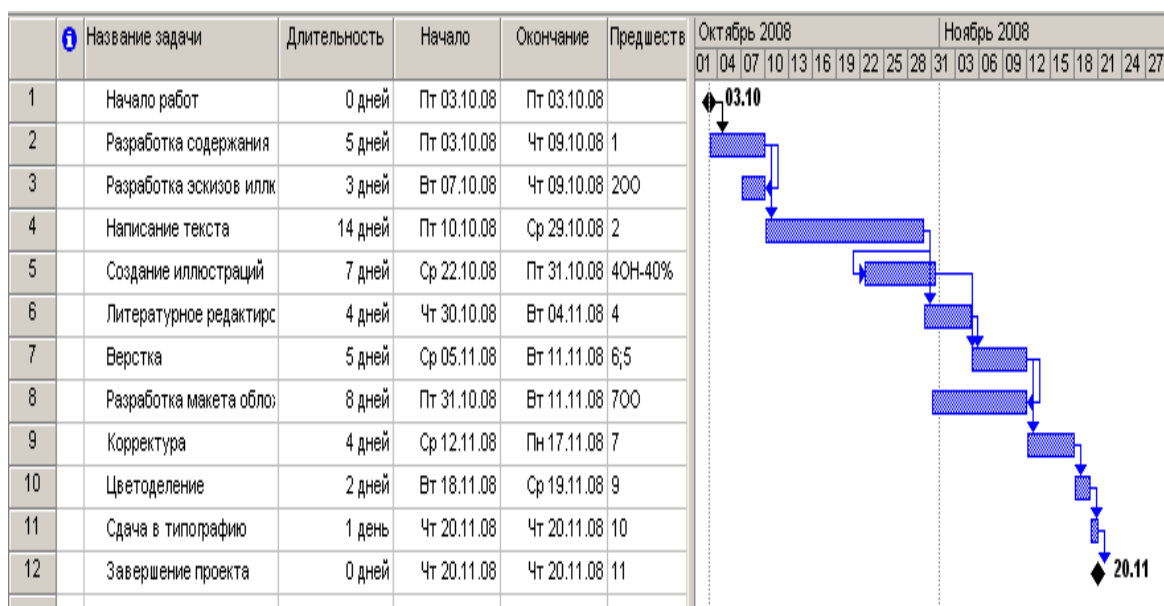 Название задачи Длительность Начало Окончание Предшеств Октябрь 2008 Ноябрь 2008
01 04 07 10 13 16 19 22 25 28 31 03 06 09 12 15 18 21 24 27
1 Начало работ 0 дней Пт 03.10.08 Пт 03.10.08 03.10
2 Разработка содержания 5 дней Пт 03.10.08 Чт 09.10.08 1
3 Разработка эскизов иллк 3 дней Вт 07.10.08 Чт 09.10.08 2ОО
4 Написание текста 14 дней Пт 10.10.08 Ср 29.10.08 2
5 Создание иллюстраций 7 дней Ср 22.10.08 Пт 31.10.08 4ОН-40%
6 Литературное редактирс 4 дней Чт 30.10.08 Вт 04.11.08 4
7 Верстка 5 дней Ср 05.11.08 Вт 11.11.08 6;5
8 Разработка макета обло 8 дней Пт 31.10.08 Вт 11.11.08 7ОО
9 Корректура 4 дней Ср 12.11.08 Пн 17.11.08 7
10 Цветоделение 2 дней Вт 18.11.08 Ср 19.11.08 9
11 Сдача в типографию 1 день Чт 20.11.08 Чт 20.11.08 10
12 Завершение проекта 0 дней Чт 20.11.08 Чт 20.11.08 11 20.11